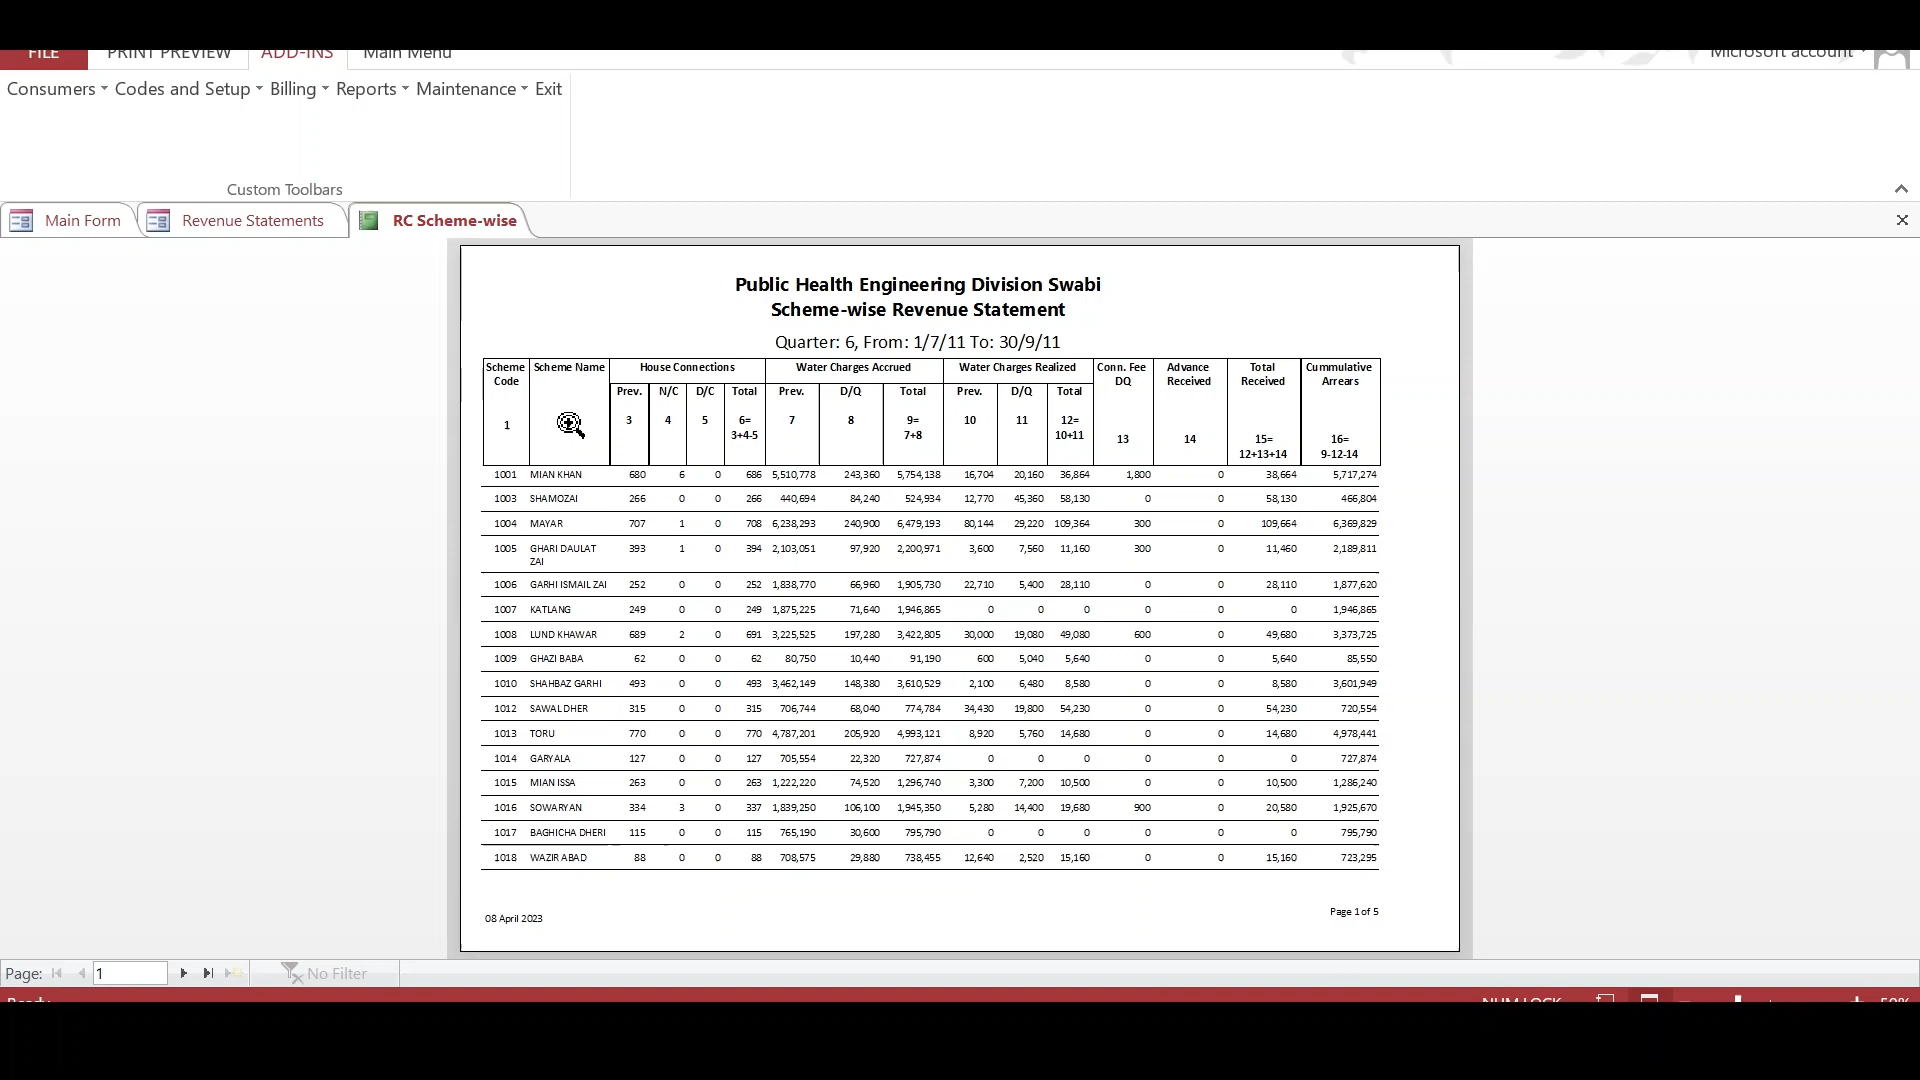 FILE PRINT PREVIEW ADD-INS Main Menu Microsoft account
Consumers Codes and Setup Billing Reports Maintenance Exit
Custom Toolbars
Main Form Revenue Statements RC Scheme-wise
Public Health Engineering Division Swabi
Scheme-wise Revenue Statement
Quarter: 6, From: 1/7/11 To: 30/9/11
Scheme Scheme Name House Connections Water Charges Accrued Water Charges Realized Conn. Fee Advance Total Cummulative
Code DQ Received Received Arrears
Prev. N/C D/C Total Prev. D/Q Total Prev. D/Q Total
1 3 4 5 6= 7 8 9= 10 11 12= 13 14 15= 16=
3+4-5 7+8 10+11 12+13+14 9-12-14
1001 MIAN KHAN 680 6 0 686 5,510,778 243,360 5,754,138 16,704 20,160 36,864 1,800 0 38,664 5,717,274
1003 SHAMOZAI 266 0 0 266 440,694 84,240 524,934 12,770 45,360 58,130 0 0 58,130 466,804
1004 MAYAR 707 1 0 708 6,238,293 240,900 6,479,193 80,144 29,220 109,364 300 0 109,664 6,369,829
1005 GHARI DAULAT 393 1 0 394 2,103,051 97,920 2,200,971 3,600 7,560 11,160 300 0 11,460 2,189,811
ZAI
1006 GARHI ISMAIL ZAI 252 0 0 252 1,838,770 66,960 1,905,730 22,710 5,400 28,110 0 0 28,110 1,877,620
1007 KATLANG 249 0 0 249 1,875,225 71,640 1,946,865 0 0 0 0 0 0 1,946,865
1008 LUND KHAWAR 689 2 0 691 3,225,525 197,280 3,422,805 30,000 19,080 49,080 600 0 49,680 3,373,725
1009 GHAZI BABA 62 0 0 62 80,750 10,440 91,190 600 5,040 5,640 0 0 5,640 85,550
1010 SHAHBAZ GARHI 493 0 0 493 3,462,149 148,380 3,610,529 2,100 6,480 8,580 0 0 8,580 3,601,949
1012 SAWAL DHER 315 0 0 315 706,744 68,040 774,784 34,430 19,800 54,230 0 0 54,230 720,554
1013 TORU 770 0 0 770 4,787,201 205,920 4,993,121 8,920 5,760 14,680 0 0 14,680 4,978,441
1014 GARYALA 127 0 0 127 705,554 22,320 727,874 0 0 0 0 0 0 727,874
1015 MIAN ISSA 263 0 0 263 1,222,220 74,520 1,296,740 3,300 7,200 10,500 0 0 10,500 1,286,240
1016 SOWARYAN 334 3 0 337 1,839,250 106,100 1,945,350 5,280 14,400 19,680 900 0 20,580 1,925,670
1017 BAGHICHA DHERI 115 0 0 115 765,190 30,600 795,790 0 0 0 0 0 0 795,790
1018 WAZIR ABAD 88 0 0 88 708,575 29,880 738,455 12,640 2,520 15,160 0 0 15,160 723,295
08 April 2023 Page 1 of 5
Page: 1 No Filter
NUM LOCK